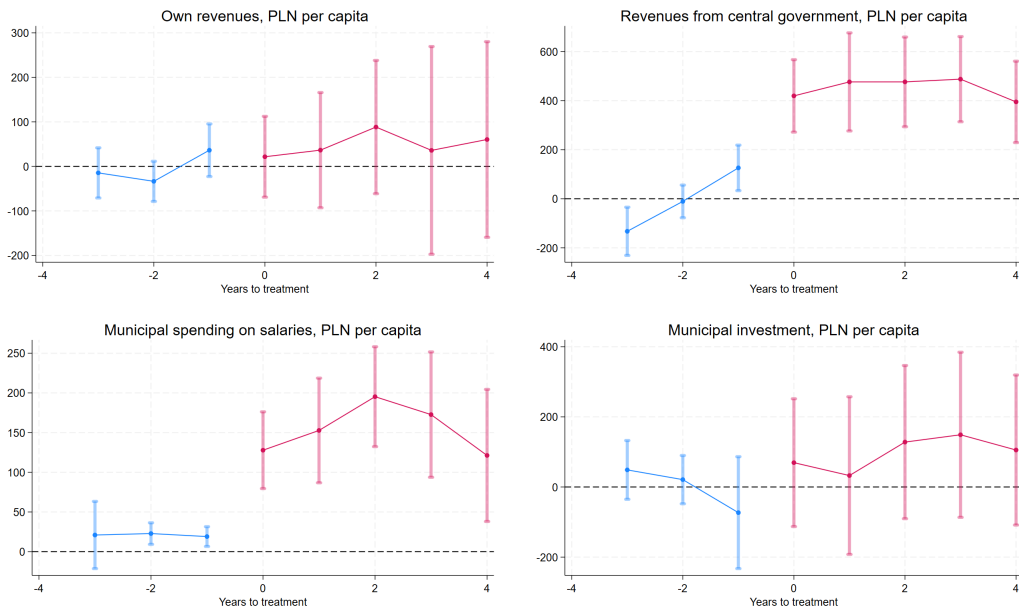 Own revenues, PLN per capita
300
200
100
0
-100
-200
-4 -2 0 2 4
Years to treatment
Revenues from central government, PLN per capita
600
400
200
0
-200
-4 -2 0 2 4
Years to treatment
Municipal spending on salaries, PLN per capita
250
200
150
100
50
0
-4 -2 0 2 4
Years to treatment
Municipal investment, PLN per capita
400
200
0
-200
-4 -2 0 2 4
Years to treatment